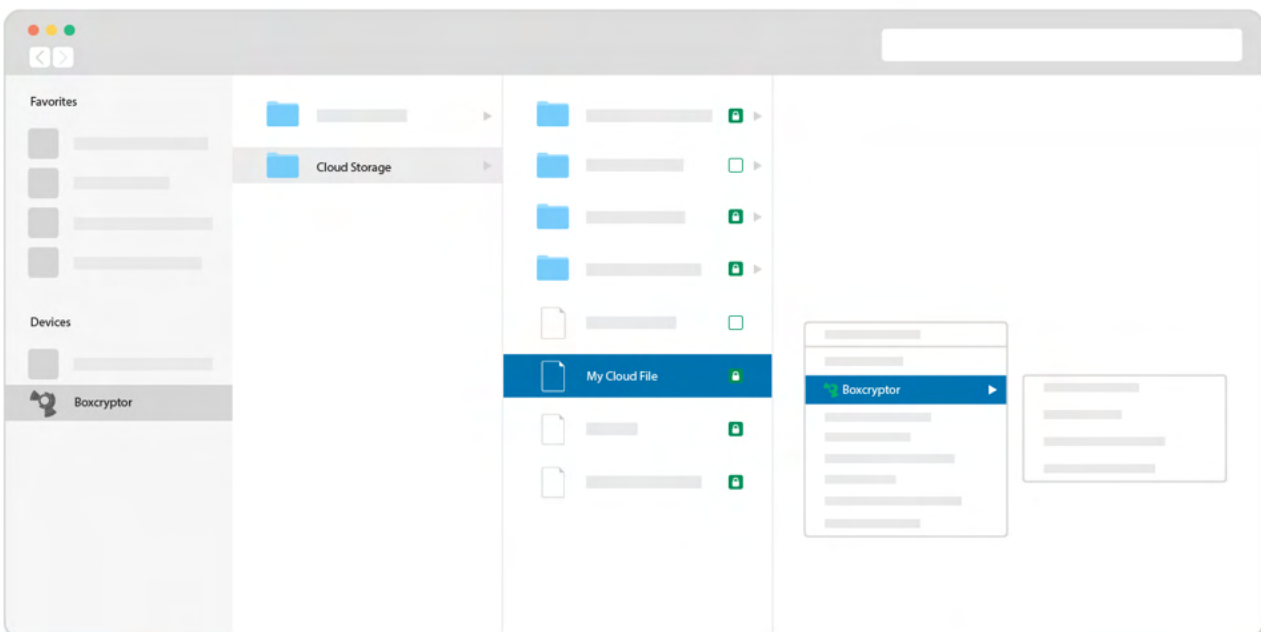 Favorites
Cloud Storage
Devices
My Cloud File
Boxcryptor
Boxcryptor